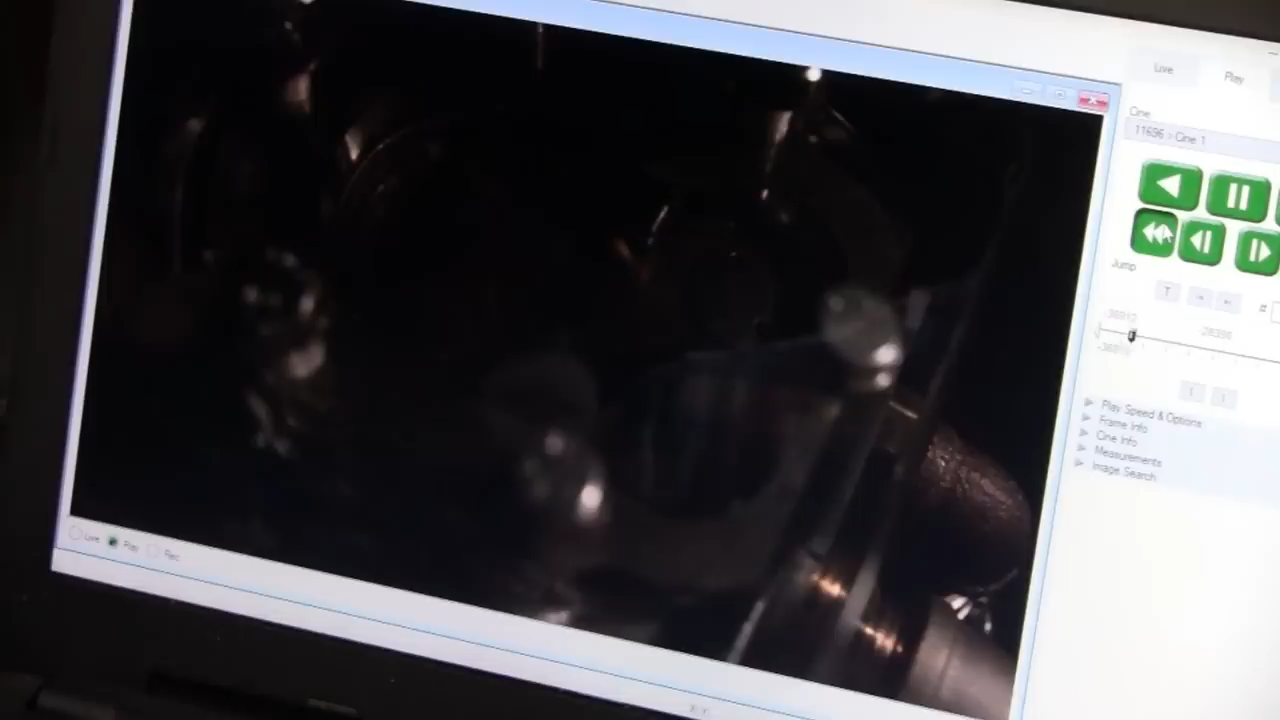 Live Play
Cine
11696 - Cine 1
Jump
T
Play Speed & Options
Frame Info
Cine Info
Measurements
Image Search
Live Play Rec